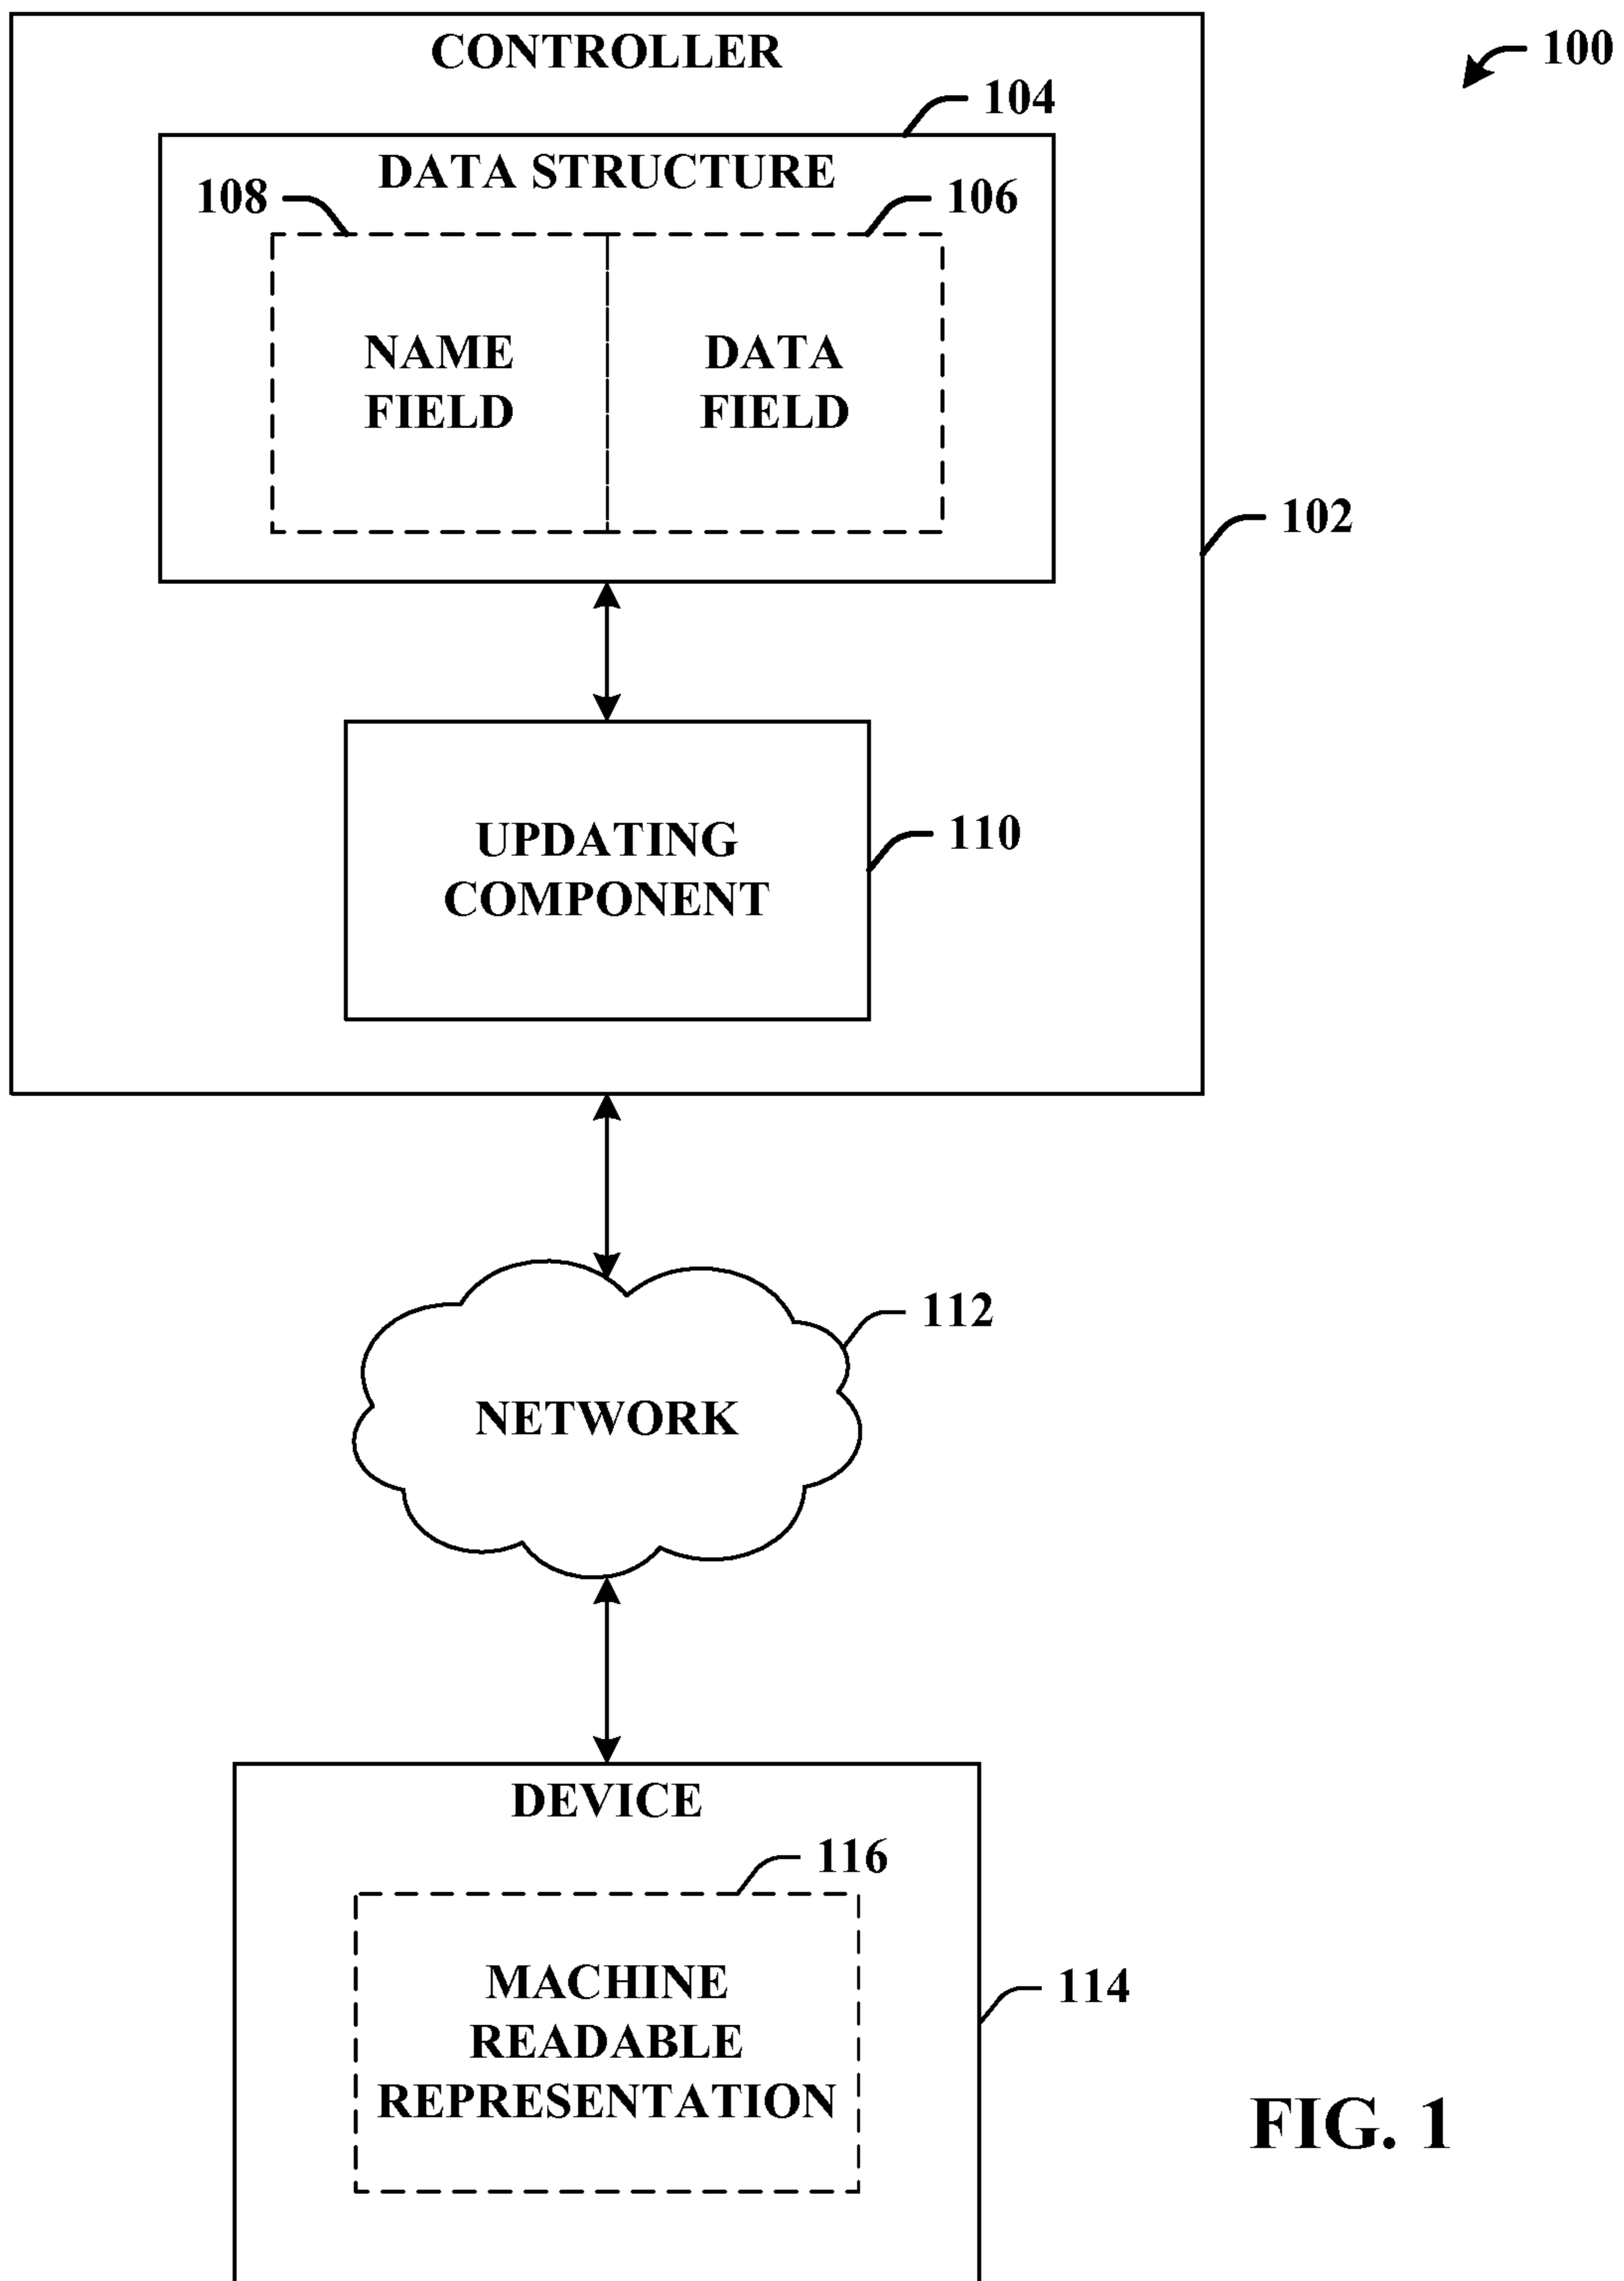 CONTROLLER
100
104
DATA STRUCTURE
108
106
NAME
FIELD
DATA
FIELD
102
UPDATING
COMPONENT
110
112
NETWORK
DEVICE
116
MACHINE
READABLE
REPRESENTATION
114
FIG. 1